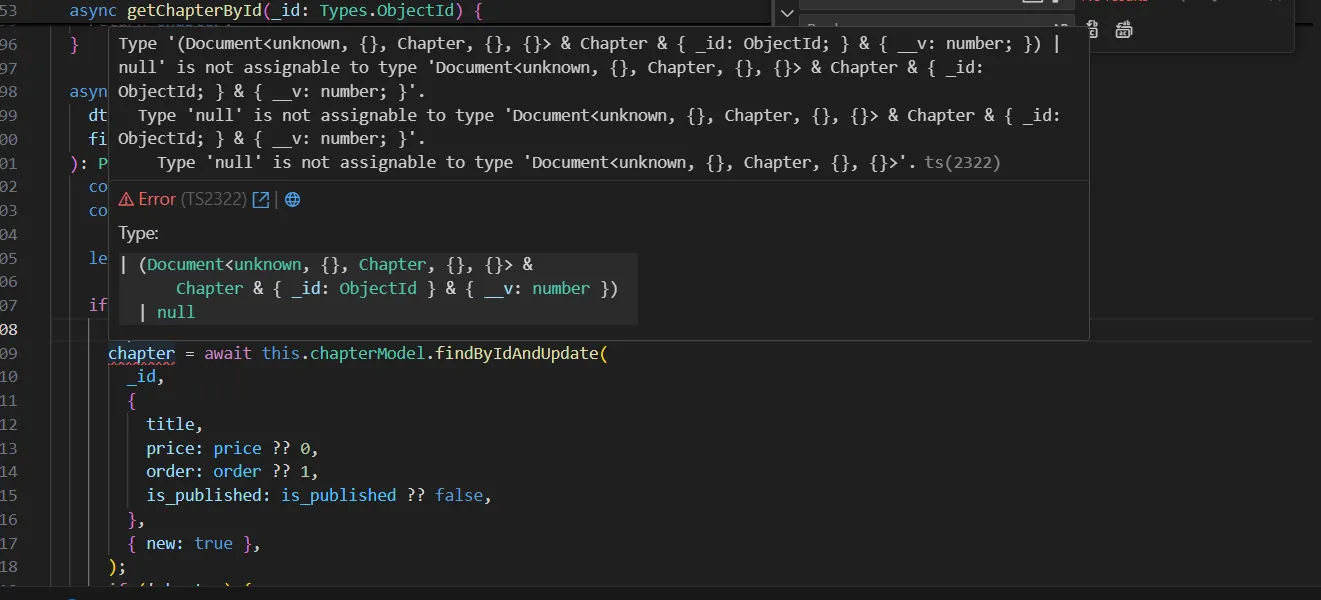 53 async getChapterById(_id: Types.ObjectId) {
96 }
Type '(Document<unknown, {}, Chapter, {}, {}> & Chapter & { _id: ObjectId; } & { __v: number; }) |
97 null' is not assignable to type 'Document<unknown, {}, Chapter, {}, {}> & Chapter & { _id:
98 asyn ObjectId; } & { __v: number; }'.
99 dt Type 'null' is not assignable to type 'Document<unknown, {}, Chapter, {}, {}> & Chapter & { _id:
00 fi ObjectId; } & { __v: number; }'.
01 ): P Type 'null' is not assignable to type 'Document<unknown, {}, Chapter, {}, {}>'. ts(2322)
02 co Error (TS2322) |
03 co
04 Type:
05 le | (Document<unknown, {}, Chapter, {}, {}> &
06 Chapter & { _id: ObjectId } & { __v: number })
07 if | null
08
09 chapter = await this.chapterModel.findByIdAndUpdate(
10 _id,
11 {
12 title,
13 price: price ?? 0,
14 order: order ?? 1,
15 is_published: is_published ?? false,
16 },
17 { new: true },
18 );